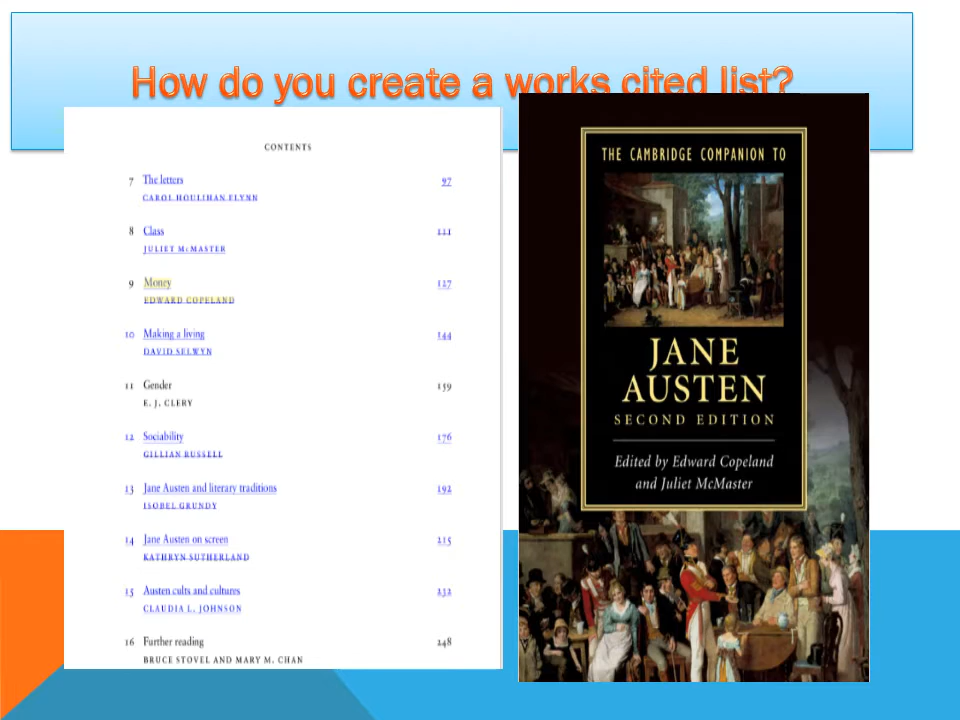 How do you create a works cited list?
CONTENTS
7 The letters 97
CAROL HOULIHAN FLYNN
8 Class 111
JULIET McMASTER
9 Money 127
EDWARD COPELAND
10 Making a living 144
DAVID SELWYN
11 Gender 159
E. J. CLERY
12 Sociability 176
GILLIAN RUSSELL
13 Jane Austen and literary traditions 192
ISOBEL GRUNDY
14 Jane Austen on screen 215
KATHRYN SUTHERLAND
15 Austen cults and cultures 232
CLAUDIA L. JOHNSON
16 Further reading 248
BRUCE STOVEL AND MARY M. CHAN
THE CAMBRIDGE COMPANION TO
JANE
AUSTEN
SECOND EDITION
Edited by Edward Copeland
and Juliet McMaster